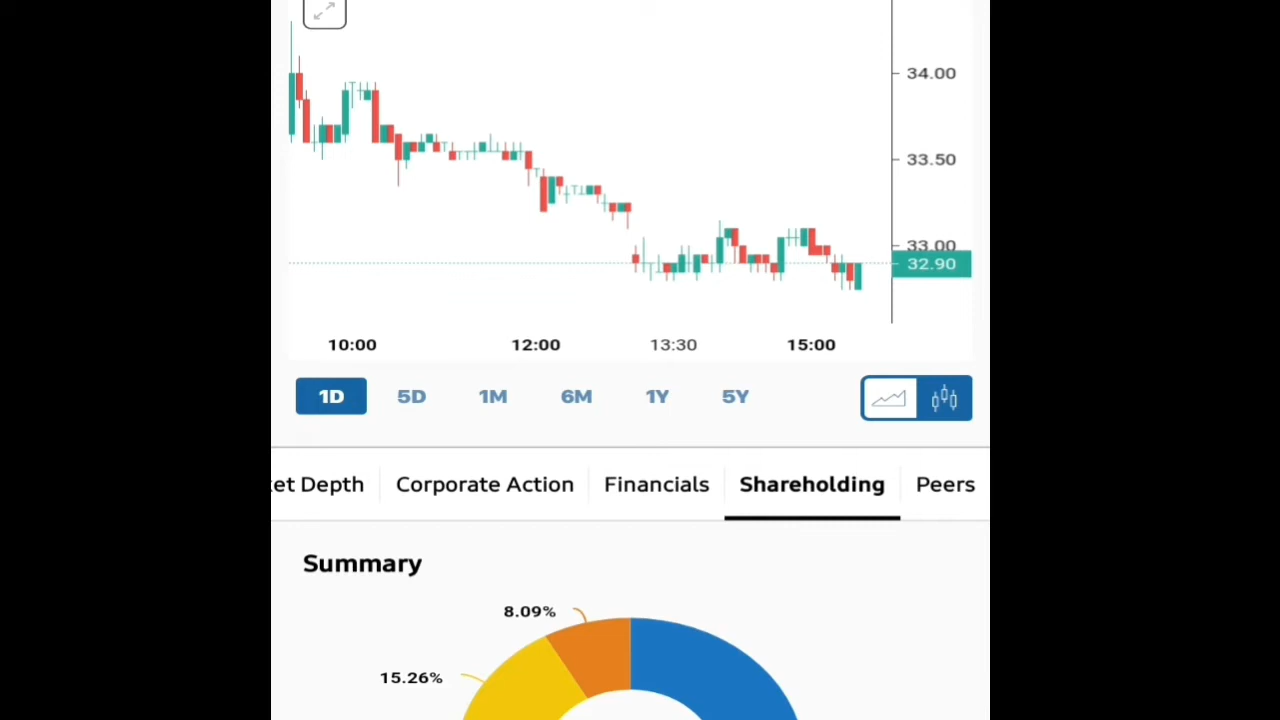 34.00
33.50
33.00
32.90
10:00 12:00 13:30 15:00
1D 5D 1M 6M 1Y 5Y
et Depth Corporate Action Financials Shareholding Peers
Summary
8.09%
15.26%